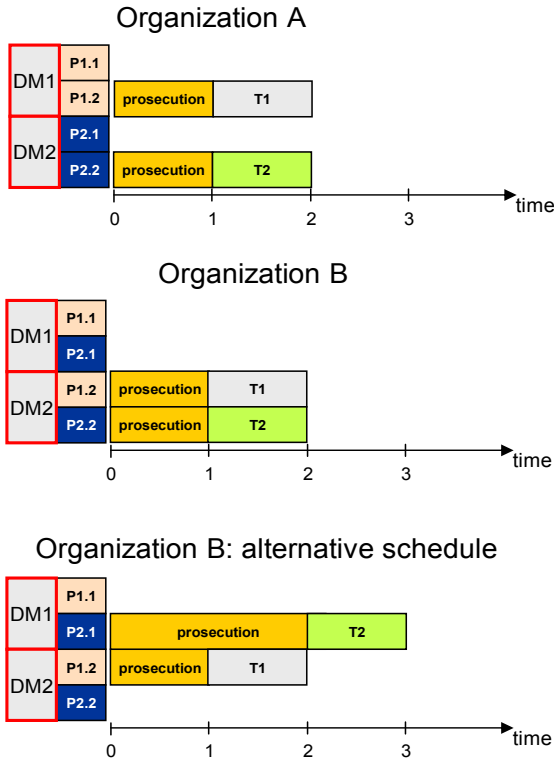 Organization A
DM1
P1.1
P1.2 prosecution T1
DM2
P2.1
P2.2 prosecution T2
time
0 1 2 3
Organization B
DM1
P1.1
P2.1
DM2
P1.2 prosecution T1
P2.2 prosecution T2
time
0 1 2 3
Organization B: alternative schedule
DM1
P1.1
P2.1 prosecution T2
DM2
P1.2 prosecution T1
P2.2
time
0 1 2 3